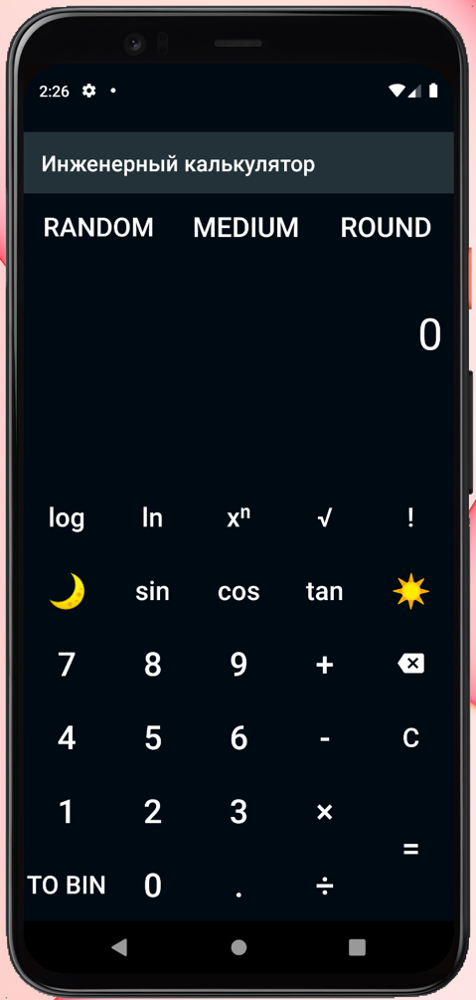 2:26
Инженерный калькулятор
RANDOM MEDIUM ROUND
0
log ln xⁿ √ !
sin cos tan
7 8 9 +
4 5 6 - C
1 2 3 ×
=
TO BIN 0 . ÷